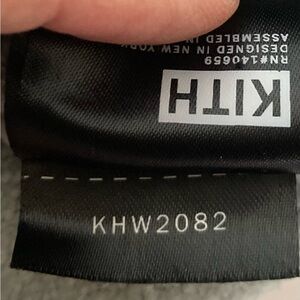 KITH
DESIGNED IN NEW YORK
ASSEMBLED IN
RN#140659
KHW2082